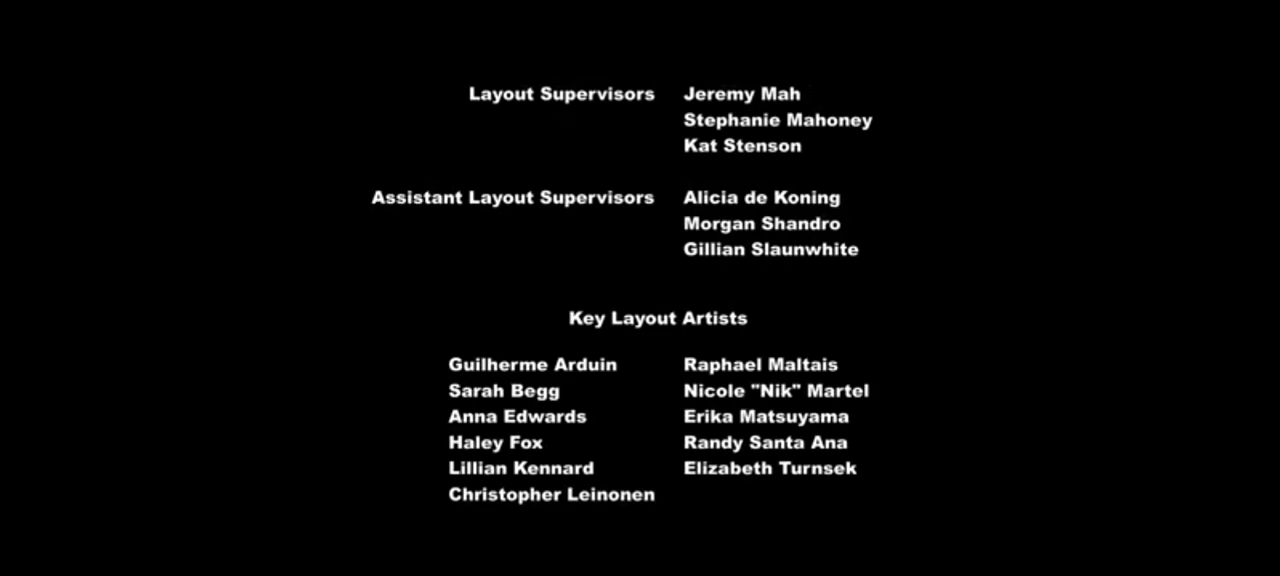 Layout Supervisors Jeremy Mah
Stephanie Mahoney
Kat Stenson
Assistant Layout Supervisors Alicia de Koning
Morgan Shandro
Gillian Slaunwhite
Key Layout Artists
Guilherme Arduin Raphael Maltais
Sarah Begg Nicole "Nik" Martel
Anna Edwards Erika Matsuyama
Haley Fox Randy Santa Ana
Lillian Kennard Elizabeth Turnsek
Christopher Leinonen